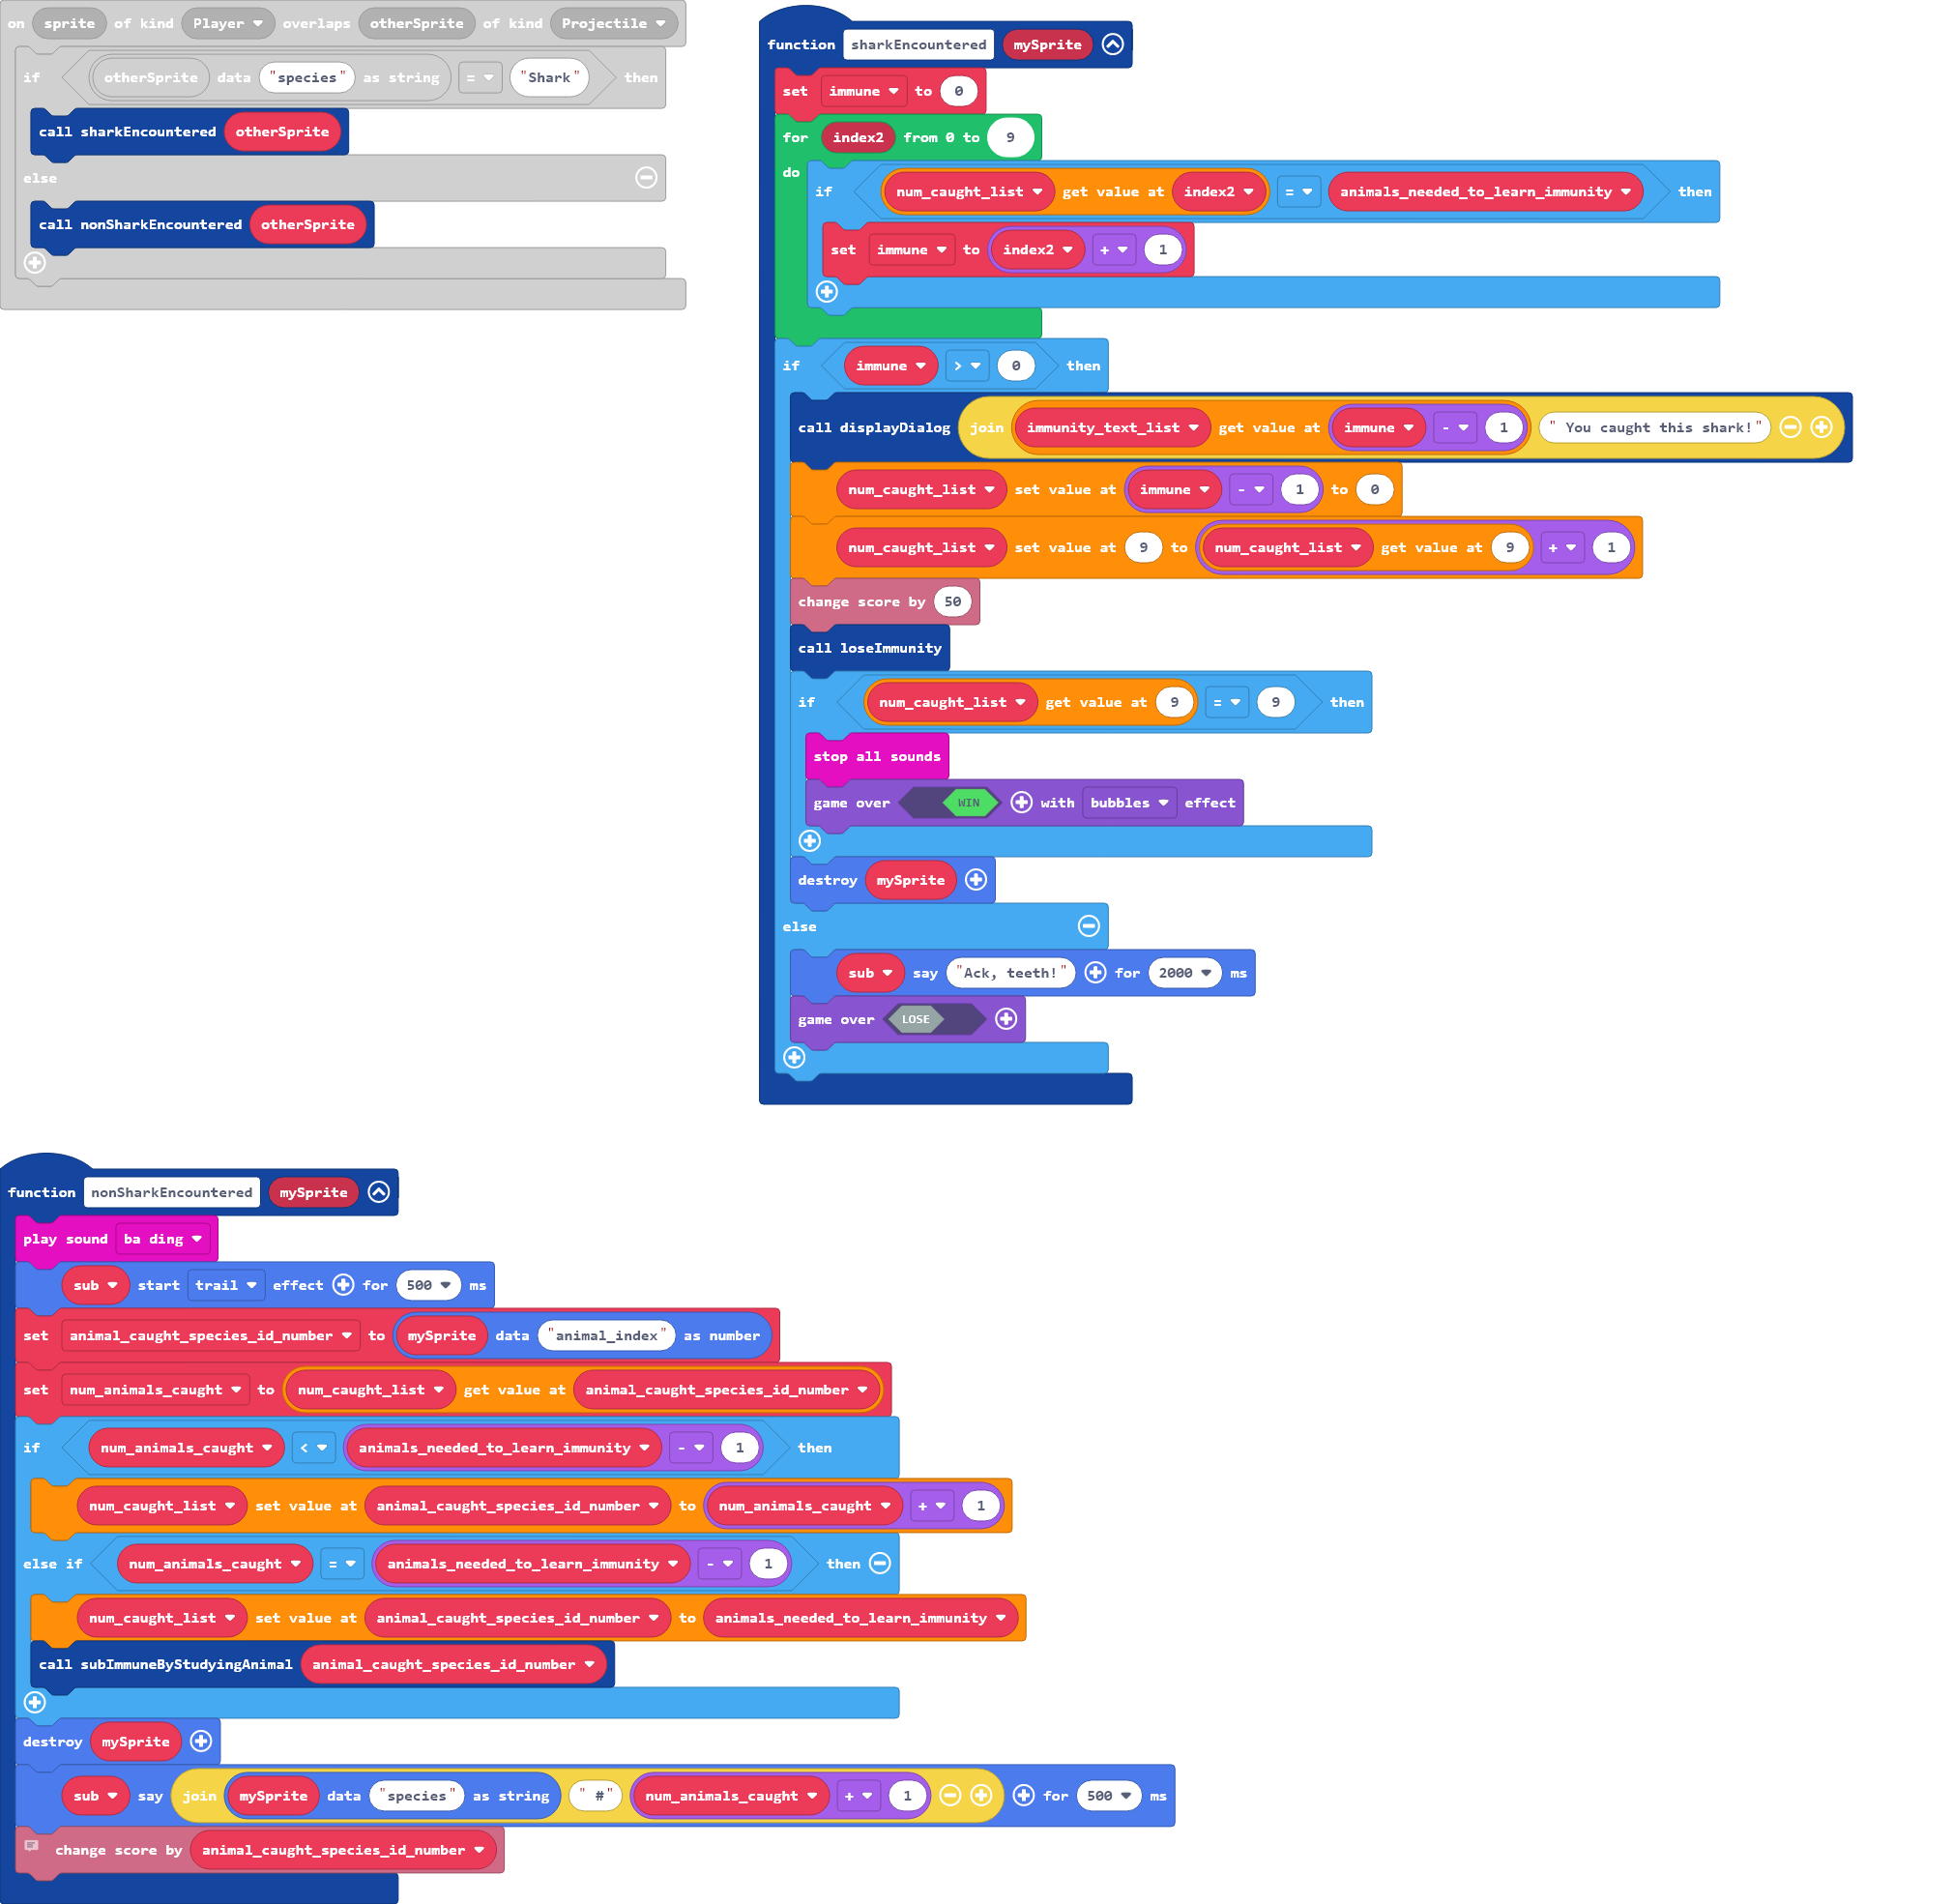 on sprite of kind Player overlaps otherSprite of kind Projectile
if otherSprite data "species" as string = "Shark" then
call sharkEncountered otherSprite
else
call nonSharkEncountered otherSprite
function sharkEncountered mySprite
set immune to 0
for index2 from 0 to 9
do
if num_caught_list get value at index2 = animals_needed_to_learn_immunity then
set immune to index2 + 1
if immune > 0 then
call displayDialog join immunity_text_list get value at immune - 1 " You caught this shark!"
num_caught_list set value at immune - 1 to 0
num_caught_list set value at 9 to num_caught_list get value at 9 + 1
change score by 50
call loseImmunity
if num_caught_list get value at 9 = 9 then
stop all sounds
game over WIN with bubbles effect
destroy mySprite
else
sub say "Ack, teeth!" for 2000 ms
game over LOSE
function nonSharkEncountered mySprite
play sound ba ding
sub start trail effect for 500 ms
set animal_caught_species_id_number to mySprite data "animal_index" as number
set num_animals_caught to num_caught_list get value at animal_caught_species_id_number
if num_animals_caught < animals_needed_to_learn_immunity - 1 then
num_caught_list set value at animal_caught_species_id_number to num_animals_caught + 1
else if num_animals_caught = animals_needed_to_learn_immunity - 1 then
num_caught_list set value at animal_caught_species_id_number to animals_needed_to_learn_immunity
call subImmuneByStudyingAnimal animal_caught_species_id_number
destroy mySprite
sub say join mySprite data "species" as string " #" num_animals_caught + 1 for 500 ms
change score by animal_caught_species_id_number